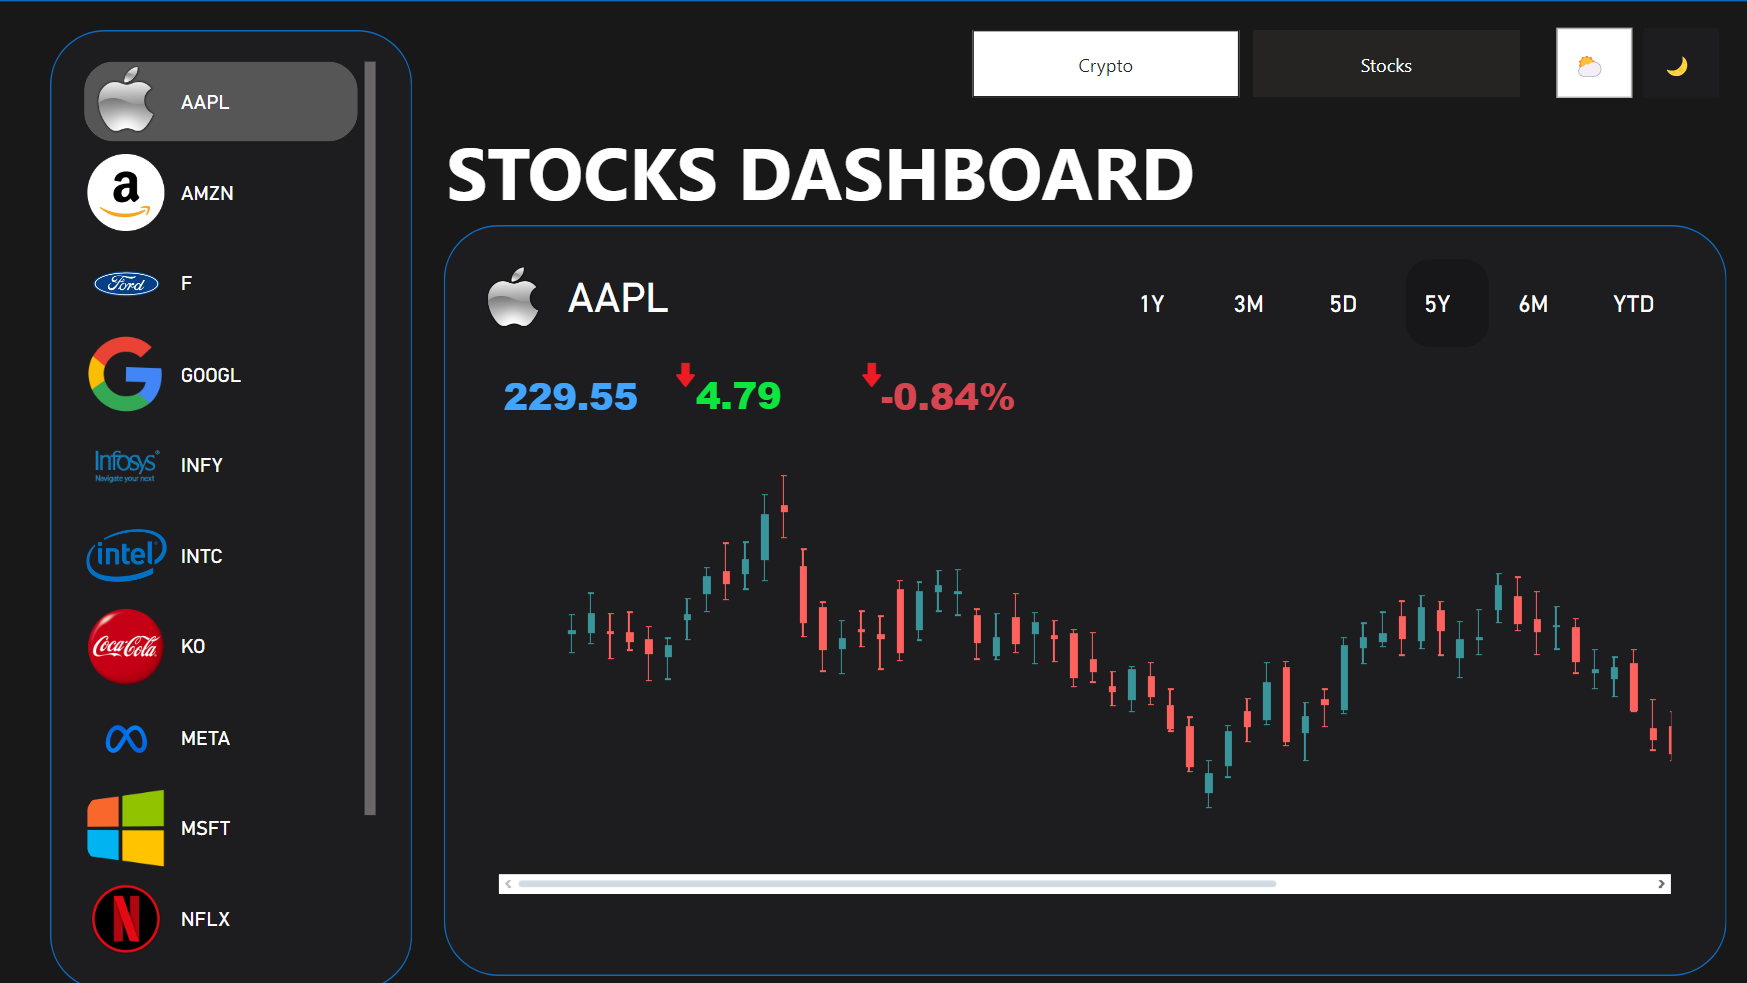 Crypto
Stocks
AAPL
a
AMZN
Ford
F
GOOGL
Infosys®
Navigate your next
INFY
intel
INTC
Coca-Cola
KO
META
MSFT
N
NFLX
STOCKS DASHBOARD
AAPL
1Y
3M
5D
5Y
6M
YTD
229.55
4.79
-0.84%